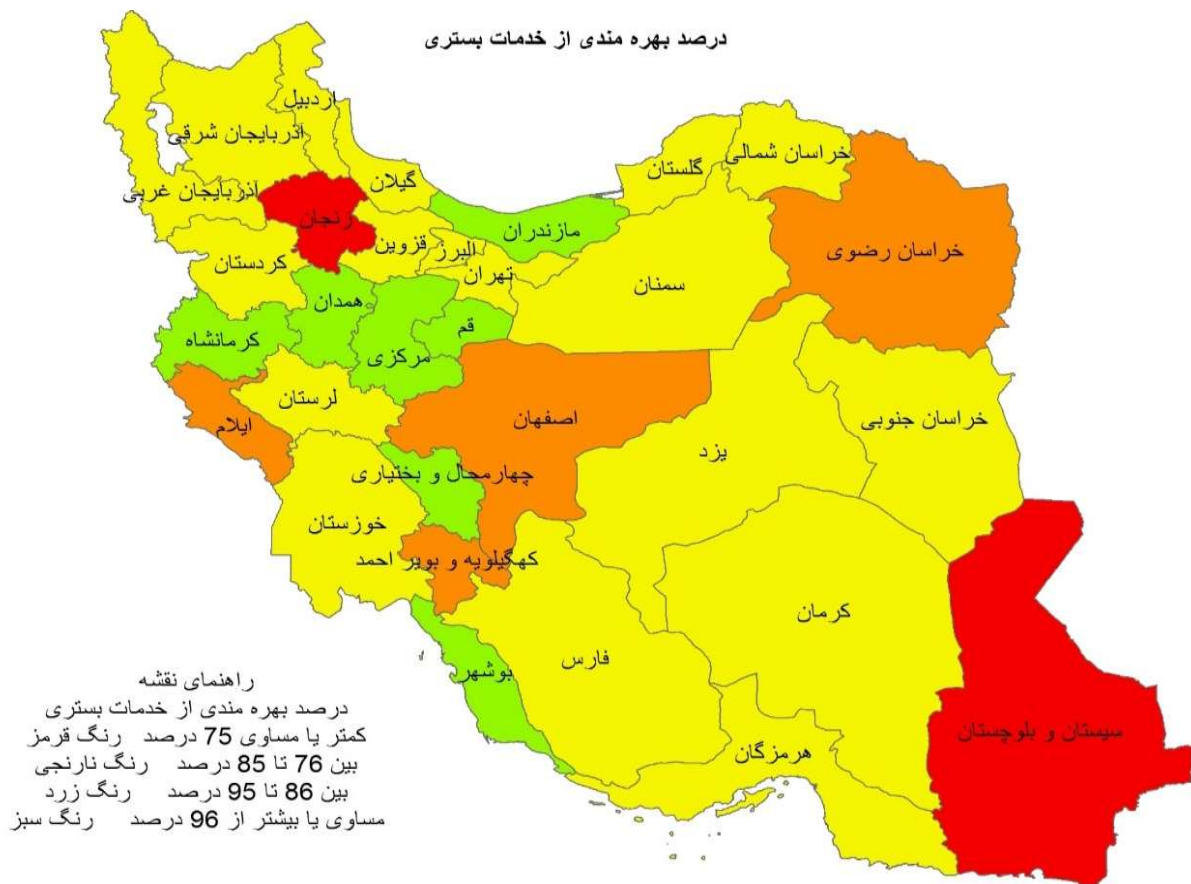 درصد بهره مندی از خدمات بستری
اردبیل
آذربایجان شرقی
خراسان شمالی
گلستان
گیلان
آذربایجان غربی
زنجان
مازندران
قزوین
البرز
خراسان رضوی
کردستان
تهران
سمنان
همدان
قم
کرمانشاه
مرکزی
لرستان
اصفهان
ایلام
خراسان جنوبی
یزد
چهارمحال و بختیاری
خوزستان
کهگیلویه و بویر احمد
کرمان
فارس
بوشهر
سیستان و بلوچستان
هرمزگان
راهنمای نقشه
درصد بهره مندی از خدمات بستری
کمتر یا مساوی 75 درصد رنگ قرمز
بین 76 تا 85 درصد رنگ نارنجی
بین 86 تا 95 درصد رنگ زرد
مساوی یا بیشتر از 96 درصد رنگ سبز